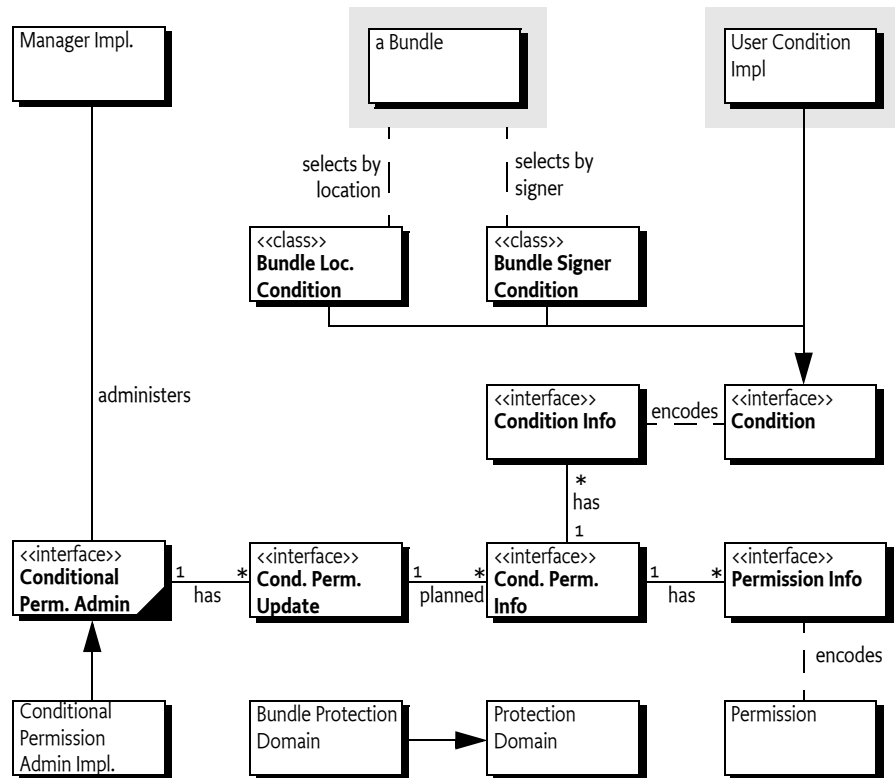 Manager Impl.
a Bundle
User Condition
Impl
selects by
location
selects by
signer
<<class>>
Bundle Loc.
Condition
<<class>>
Bundle Signer
Condition
administers
<<interface>>
Condition Info
encodes
<<interface>>
Condition
*
has
1
<<interface>>
Conditional
Perm. Admin
1
*
has
<<interface>>
Cond. Perm.
Update
1
*
planned
<<interface>>
Cond. Perm.
Info
1
*
has
<<interface>>
Permission Info
encodes
Conditional
Permission
Admin Impl.
Bundle Protection
Domain
Protection
Domain
Permission